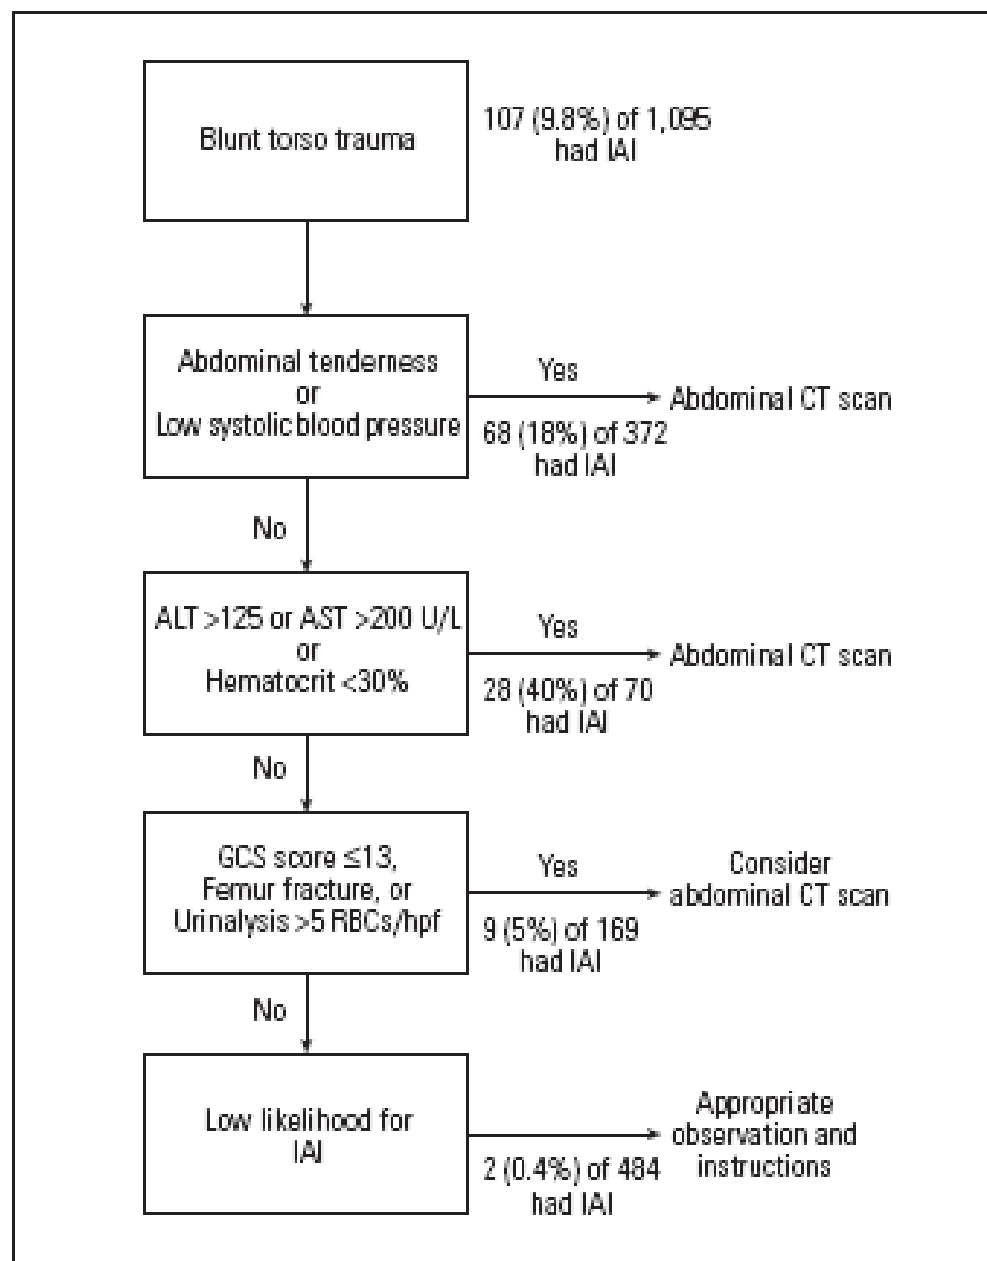 Blunt torso trauma
107 (9.8%) of 1,095
had IAI
Abdominal tenderness
or
Low systolic blood pressure
Yes
Abdominal CT scan
68 (18%) of 372
had IAI
No
ALT >125 or AST >200 U/L
or
Hematocrit <30%
Yes
Abdominal CT scan
28 (40%) of 70
had IAI
No
GCS score ≤13,
Femur fracture, or
Urinalysis >5 RBCs/hpf
Yes
Consider
abdominal CT scan
9 (5%) of 169
had IAI
No
Low likelihood for
IAI
Appropriate
observation and
instructions
2 (0.4%) of 484
had IAI